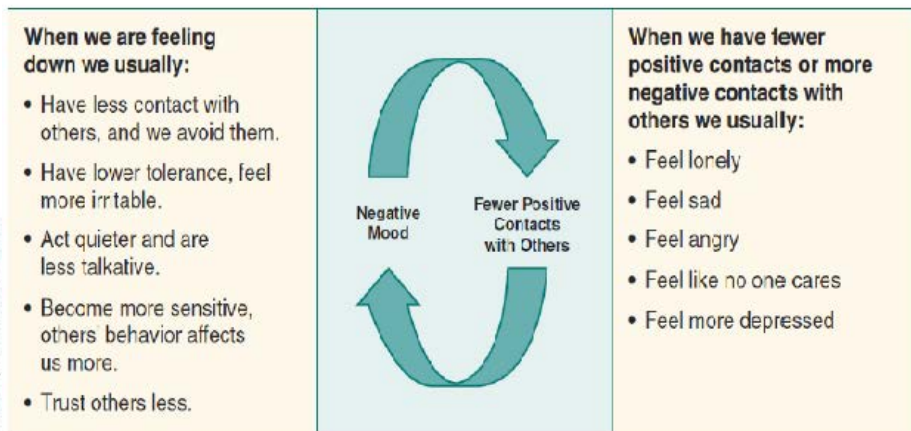 When we are feeling
down we usually:
• Have less contact with
others, and we avoid them.
• Have lower tolerance, feel
more irritable.
• Act quieter and are
less talkative.
• Become more sensitive,
others' behavior affects
us more.
• Trust others less.
Negative
Mood
Fewer Positive
Contacts
with Others
When we have fewer
positive contacts or more
negative contacts with
others we usually:
• Feel lonely
• Feel sad
• Feel angry
• Feel like no one cares
• Feel more depressed